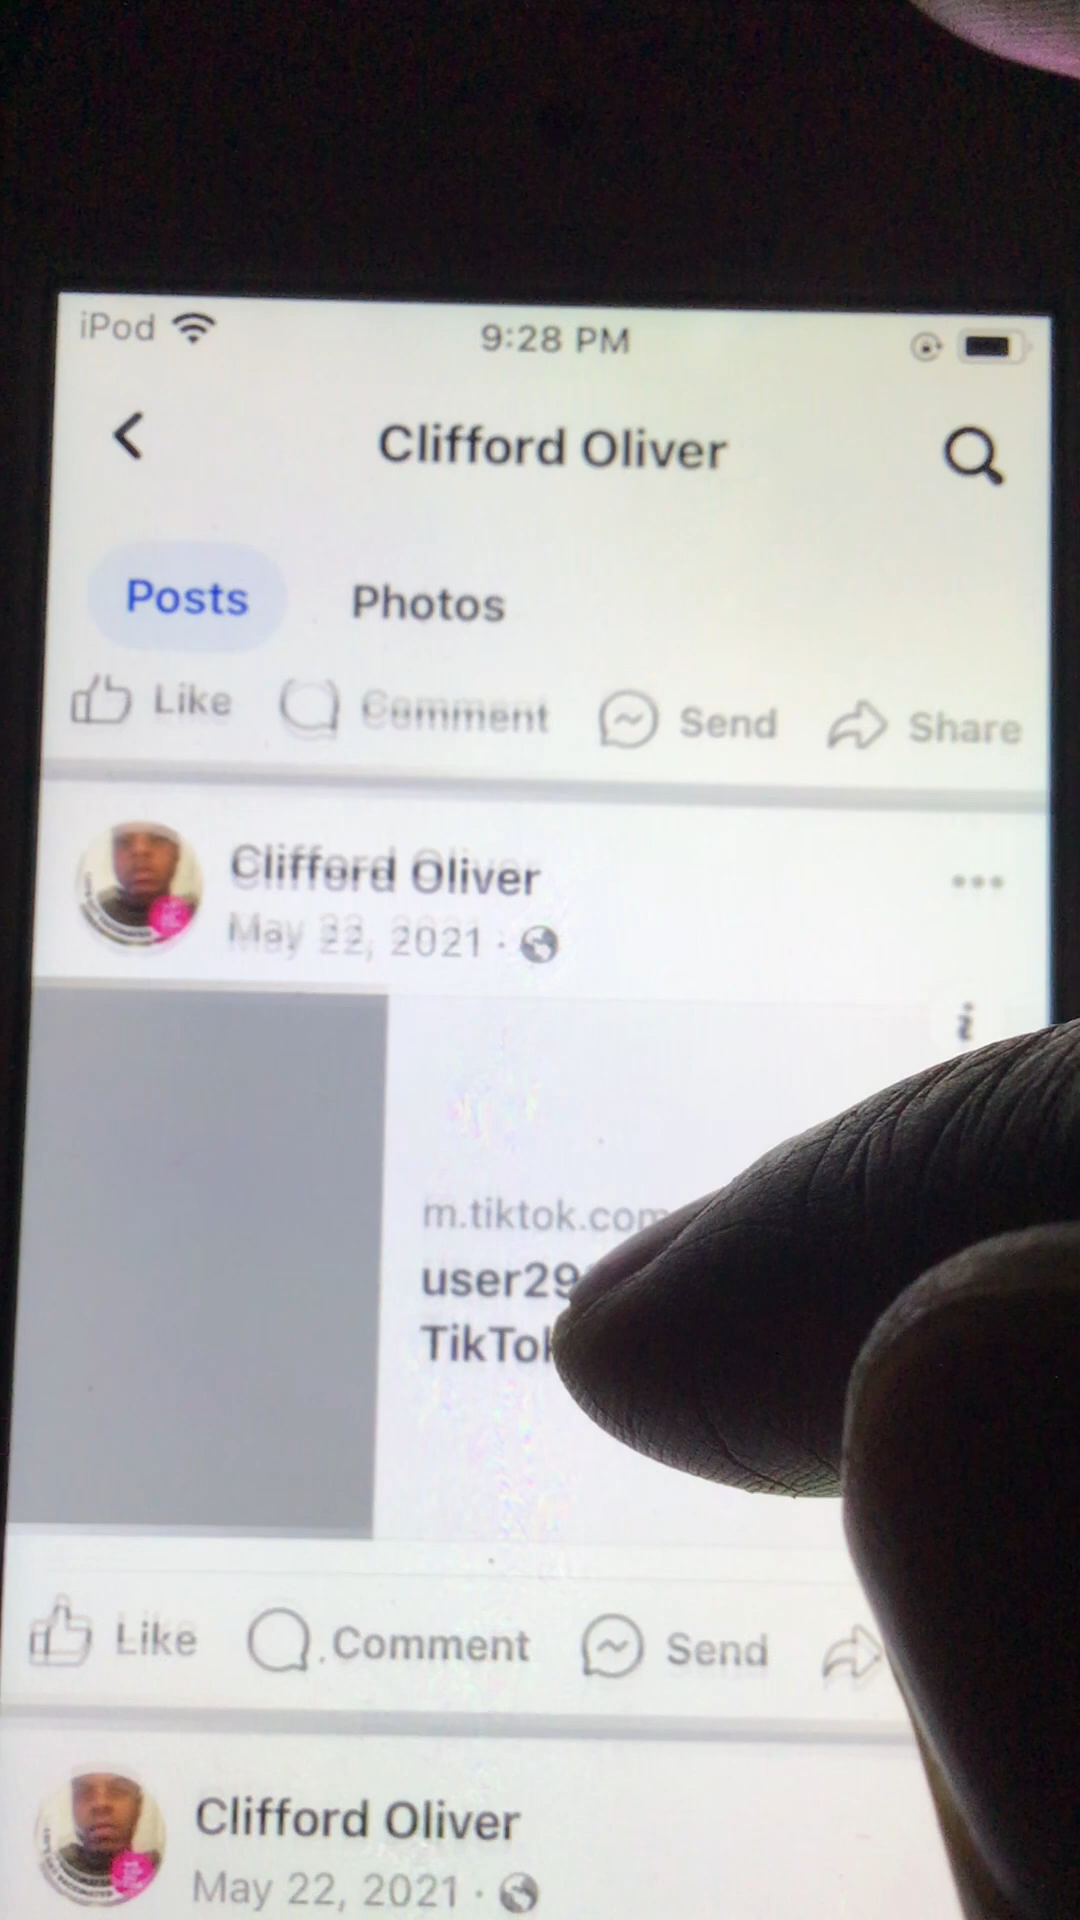 iPod
9:28 PM
Clifford Oliver
Posts Photos
Like Comment Send Share
Clifford Oliver
May 22, 2021 ·
m.tiktok.com
user29
TikTok
Like Comment Send
Clifford Oliver
May 22, 2021 ·